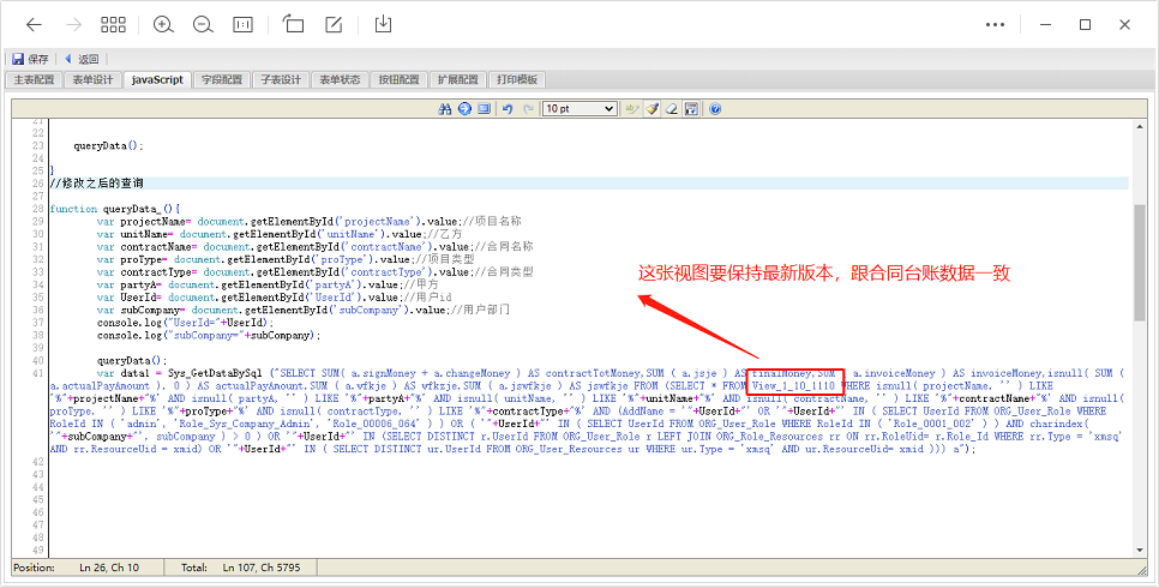 保存 返回
主表配置 表单设计 javaScript 字段配置 子表设计 表单状态 按钮配置 扩展配置 打印模板
10 pt
21
22
23 queryData();
24
25 }
26 //修改之后的查询
27
28 function queryData_(){
29 var projectName= document.getElementById('projectName').value;//项目名称
30 var unitName= document.getElementById('unitName').value;//乙方
31 var contractName= document.getElementById('contractName').value;//合同名称
32 var proType= document.getElementById('proType').value;//项目类型
33 var contractType= document.getElementById('contractType').value;//合同类型
34 var partyA= document.getElementById('partyA').value;//甲方
35 var UserId= document.getElementById('UserId').value;//用户id
36 var subCompany= document.getElementById('subCompany').value;//用户部门
37 console.log("UserId="+UserId);
38 console.log("subCompany="+subCompany);
39
40 queryData();
41 var data1 = Sys_GetDataBySql ("SELECT SUM( a.signMoney + a.changeMoney ) AS contractTotMoney,SUM ( a.jsje ) AS finalMoney,SUM ( a.invoiceMoney ) AS invoiceMoney,isnull( SUM (
a.actualPayAmount ), 0 ) AS actualPayAmount,SUM ( a.wfkje ) AS wfkzje,SUM ( a.jswfkje ) AS jswfkje FROM (SELECT * FROM View_1_10_1110 WHERE isnull( projectName, '' ) LIKE
'%"+projectName+"%' AND isnull( partyA, '' ) LIKE '%"+partyA+"%' AND isnull( unitName, '' ) LIKE '%"+unitName+"%' AND isnull( contractName, '' ) LIKE '%"+contractName+"%' AND isnull(
proType, '' ) LIKE '%"+proType+"%' AND isnull( contractType, '' ) LIKE '%"+contractType+"%' AND (AddName = '"+UserId+"' OR '"+UserId+"' IN ( SELECT UserId FROM ORG_User_Role WHERE
RoleId IN ( 'admin', 'Role_Sys_Company_Admin', 'Role_00006_064' ) ) OR ( '"+UserId+"' IN ( SELECT UserId FROM ORG_User_Role WHERE RoleId IN ( 'Role_0001_002' ) ) AND charindex(
'"+subCompany+"', subCompany ) > 0 ) OR '"+UserId+"' IN (SELECT DISTINCT r.UserId FROM ORG_User_Role r LEFT JOIN ORG_Role_Resources rr ON rr.RoleUid= r.Role_Id WHERE rr.Type = 'xmsq'
AND rr.ResourceUid = xmid) OR '"+UserId+"' IN ( SELECT DISTINCT ur.UserId FROM ORG_User_Resources ur WHERE ur.Type = 'xmsq' AND ur.ResourceUid= xmid ))) a");
42
43
44
45
46
47
48
49
这张视图要保持最新版本，跟合同台账数据一致
Position: Ln 26, Ch 10 Total: Ln 107, Ch 5795